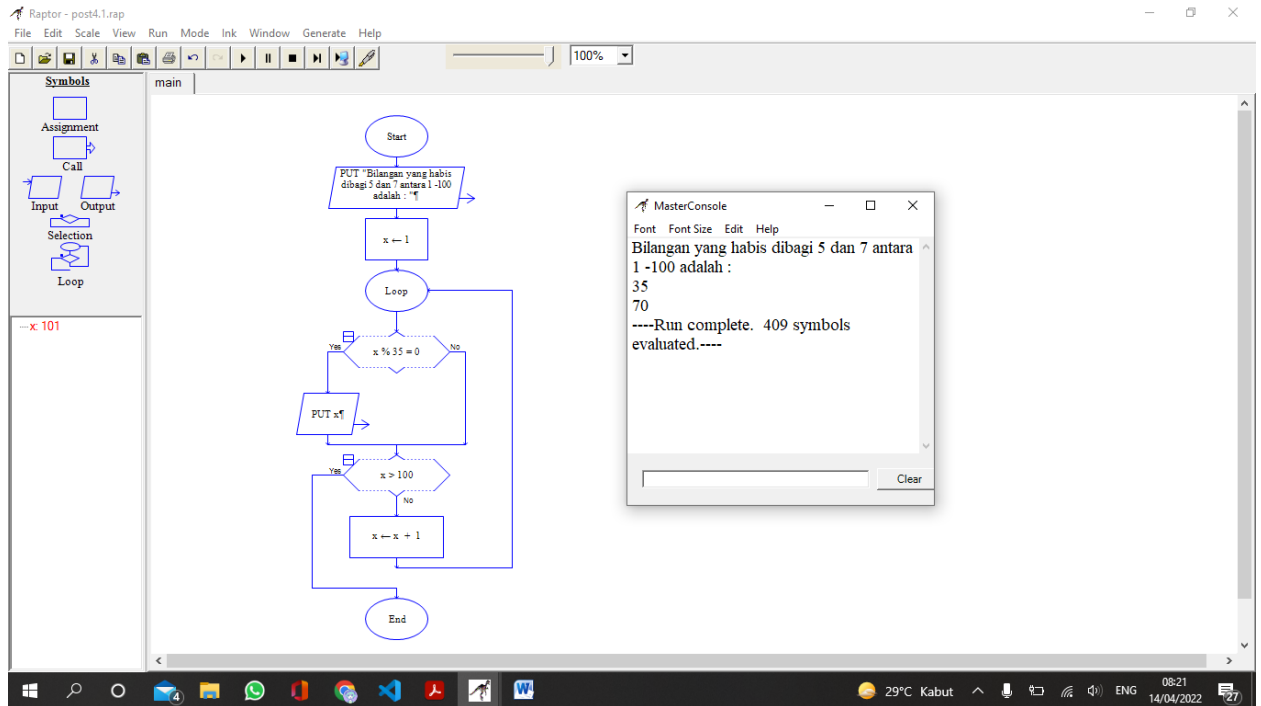 Raptor - post4.1.rap
File Edit Scale View Run Mode Ink Window Generate Help
100%
Symbols
Assignment
Call
Input Output
Selection
Loop
x: 101
main
Start
PUT "Bilangan yang habis
dibagi 5 dan 7 antara 1 -100
adalah : "¶
x ← 1
Loop
Yes
x % 35 = 0
No
PUT x¶
Yes
x > 100
No
x ← x + 1
End
MasterConsole
Font Font Size Edit Help
Bilangan yang habis dibagi 5 dan 7 antara
1 -100 adalah :
35
70
----Run complete. 409 symbols
evaluated.----
Clear
4
W
29°C Kabut
ENG
08:21
14/04/2022
27